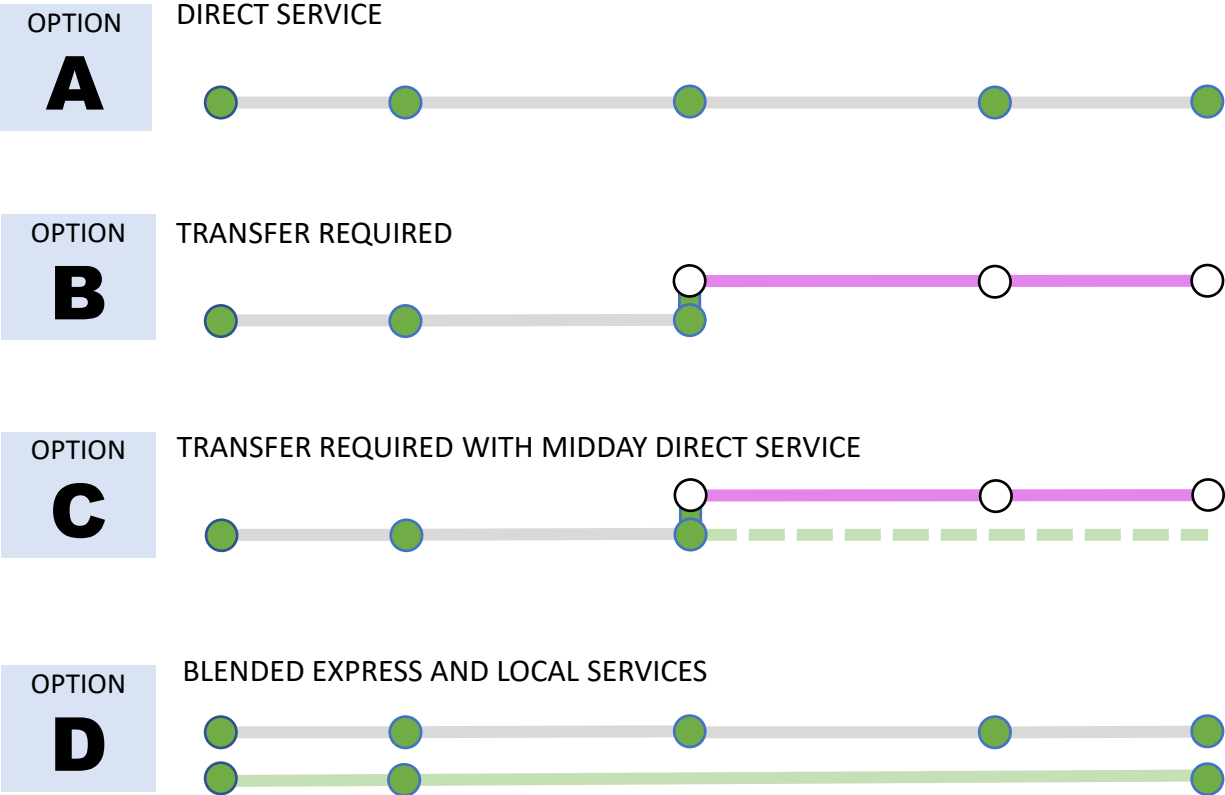 OPTION
A
DIRECT SERVICE
OPTION
B
TRANSFER REQUIRED
OPTION
C
TRANSFER REQUIRED WITH MIDDAY DIRECT SERVICE
OPTION
D
BLENDED EXPRESS AND LOCAL SERVICES